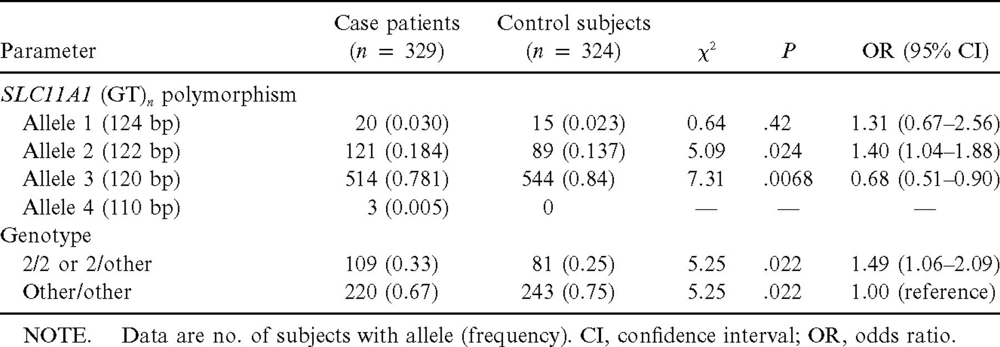 Case patients Control subjects
Parameter (n = 329) (n = 324) χ² P OR (95% CI)
SLC11A1 (GT)n polymorphism
Allele 1 (124 bp) 20 (0.030) 15 (0.023) 0.64 .42 1.31 (0.67–2.56)
Allele 2 (122 bp) 121 (0.184) 89 (0.137) 5.09 .024 1.40 (1.04–1.88)
Allele 3 (120 bp) 514 (0.781) 544 (0.84) 7.31 .0068 0.68 (0.51–0.90)
Allele 4 (110 bp) 3 (0.005) 0 — — —
Genotype
2/2 or 2/other 109 (0.33) 81 (0.25) 5.25 .022 1.49 (1.06–2.09)
Other/other 220 (0.67) 243 (0.75) 5.25 .022 1.00 (reference)
NOTE. Data are no. of subjects with allele (frequency). CI, confidence interval; OR, odds ratio.